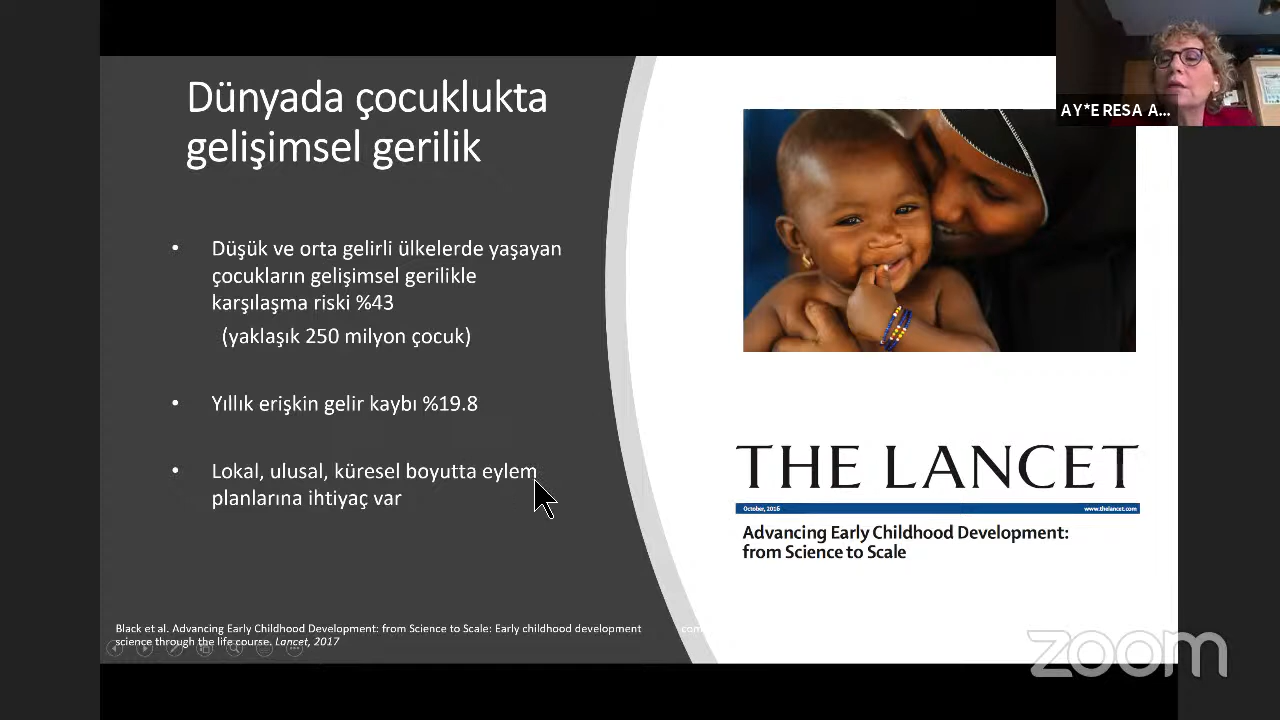 Dünyada çocuklukta
gelişimsel gerilik
• Düşük ve orta gelirli ülkelerde yaşayan
çocukların gelişimsel gerilikle
karşılaşma riski %43
(yaklaşık 250 milyon çocuk)
• Yıllık erişkin gelir kaybı %19.8
• Lokal, ulusal, küresel boyutta eylem
planlarına ihtiyaç var
Black et al. Advancing Early Childhood Development: from Science to Scale: Early childhood development
science through the life course. Lancet, 2017
AY*E RESA A...
THE LANCET
October, 2016 www.thelancet.com
Advancing Early Childhood Development:
from Science to Scale
zoom